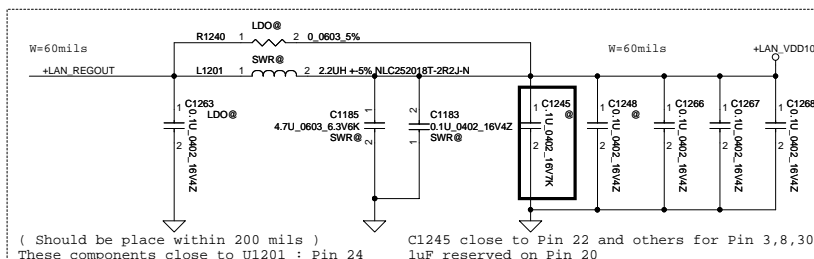 LDO@
R1240 1 2 0_0603_5%
W=60mils
SWR@
W=60mils
+LAN_VDD10
+LAN_REGOUT
L1201 1 2 2.2UH +-5% NLC252018T-2R2J-N
C1263
LDO@
1
2
0.1U_0402_16V4Z
C1185
4.7U_0603_6.3V6K
SWR@
1
2
C1183
0.1U_0402_16V4Z
SWR@
2
1
C1245
@
1
2
.1U_0402_16V7K
C1248
@
1
2
0.1U_0402_16V4Z
C1266
1
2
0.1U_0402_16V4Z
C1267
1
2
0.1U_0402_16V4Z
C1268
1
2
0.1U_0402_16V4Z
( Should be place within 200 mils )
These components close to U1201 : Pin 24
C1245 close to Pin 22 and others for Pin 3,8,30
1uF reserved on Pin 20